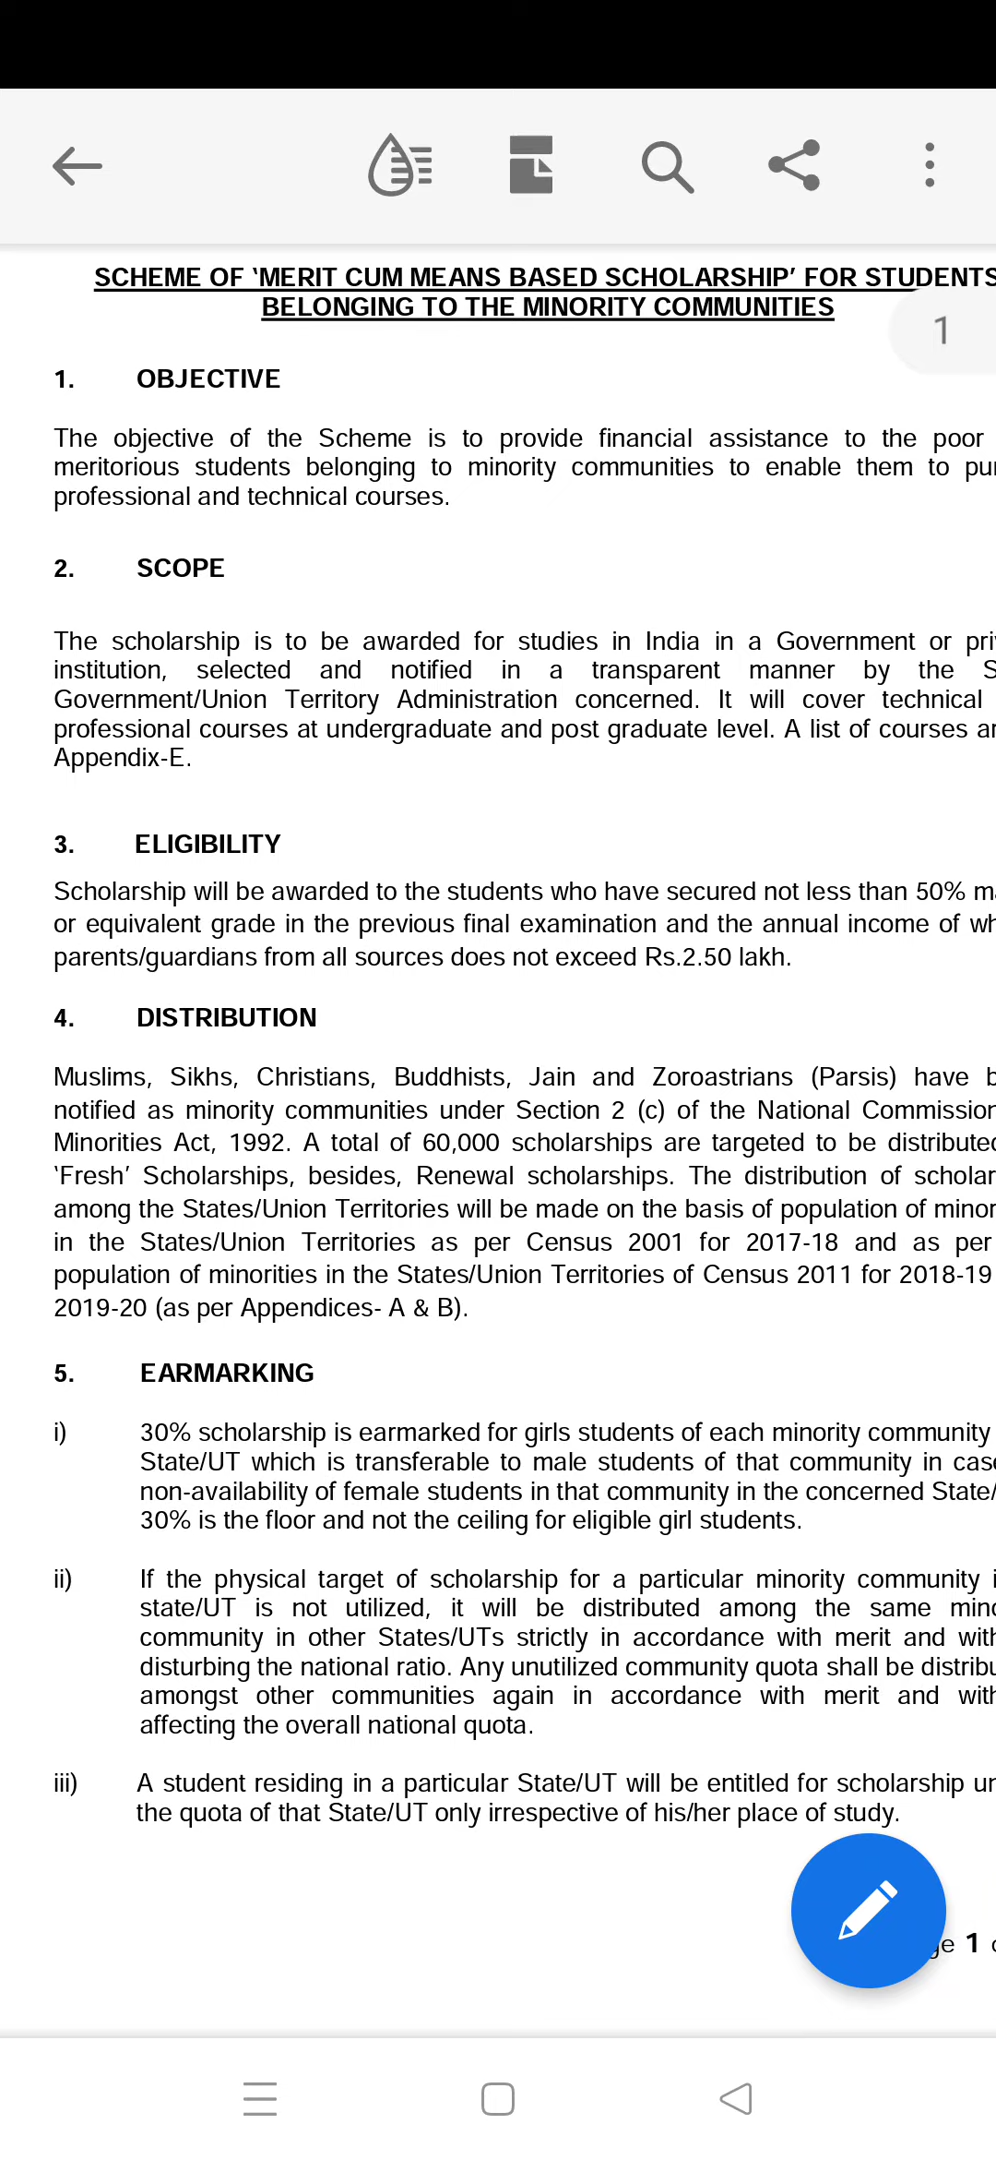 SCHEME OF ‘MERIT CUM MEANS BASED SCHOLARSHIP’ FOR STUDENTS
BELONGING TO THE MINORITY COMMUNITIES
1
1. OBJECTIVE
The objective of the Scheme is to provide financial assistance to the poor
meritorious students belonging to minority communities to enable them to
professional and technical courses.
2. SCOPE
The scholarship is to be awarded for studies in India in a Government or
institution, selected and notified in a transparent manner by the
Government/Union Territory Administration concerned. It will cover technical
professional courses at undergraduate and post graduate level. A list of courses
Appendix-E.
3. ELIGIBILITY
Scholarship will be awarded to the students who have secured not less than 50%
or equivalent grade in the previous final examination and the annual income of
parents/guardians from all sources does not exceed Rs.2.50 lakh.
4. DISTRIBUTION
Muslims, Sikhs, Christians, Buddhists, Jain and Zoroastrians (Parsis) have
notified as minority communities under Section 2 (c) of the National Commission
Minorities Act, 1992. A total of 60,000 scholarships are targeted to be distributed
‘Fresh’ Scholarships, besides, Renewal scholarships. The distribution of
among the States/Union Territories will be made on the basis of population of
in the States/Union Territories as per Census 2001 for 2017-18 and as per
population of minorities in the States/Union Territories of Census 2011 for 2018-19
2019-20 (as per Appendices- A & B).
5. EARMARKING
i) 30% scholarship is earmarked for girls students of each minority community
State/UT which is transferable to male students of that community in
non-availability of female students in that community in the concerned State/
30% is the floor and not the ceiling for eligible girl students.
ii) If the physical target of scholarship for a particular minority community
state/UT is not utilized, it will be distributed among the same
community in other States/UTs strictly in accordance with merit and
disturbing the national ratio. Any unutilized community quota shall be
amongst other communities again in accordance with merit and
affecting the overall national quota.
iii) A student residing in a particular State/UT will be entitled for scholarship
the quota of that State/UT only irrespective of his/her place of study.
1